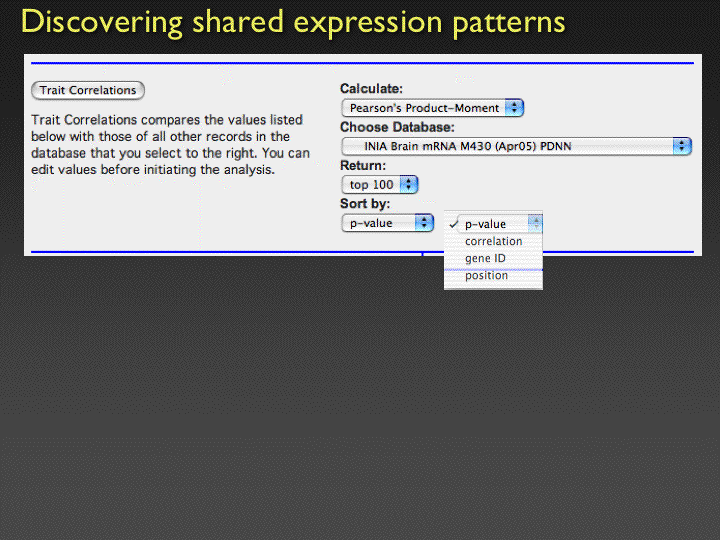 Discovering shared expression patterns
Trait Correlations
Trait Correlations compares the values listed
below with those of all other records in the
database that you select to the right. You can
edit values before initiating the analysis.
Calculate:
Pearson's Product-Moment
Choose Database:
INIA Brain mRNA M430 (Apr05) PDNN
Return:
top 100
Sort by:
p-value
✓ p-value
correlation
gene ID
position